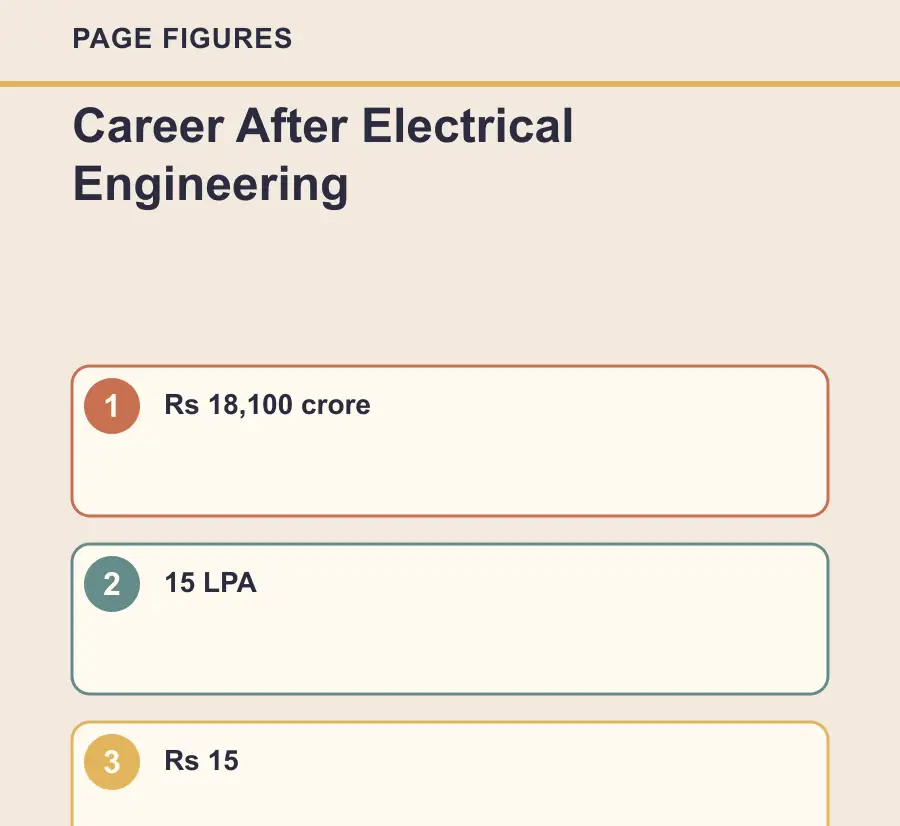 PAGE FIGURES
Career After Electrical
Engineering
1
Rs 18,100 crore
2
15 LPA
3
Rs 15